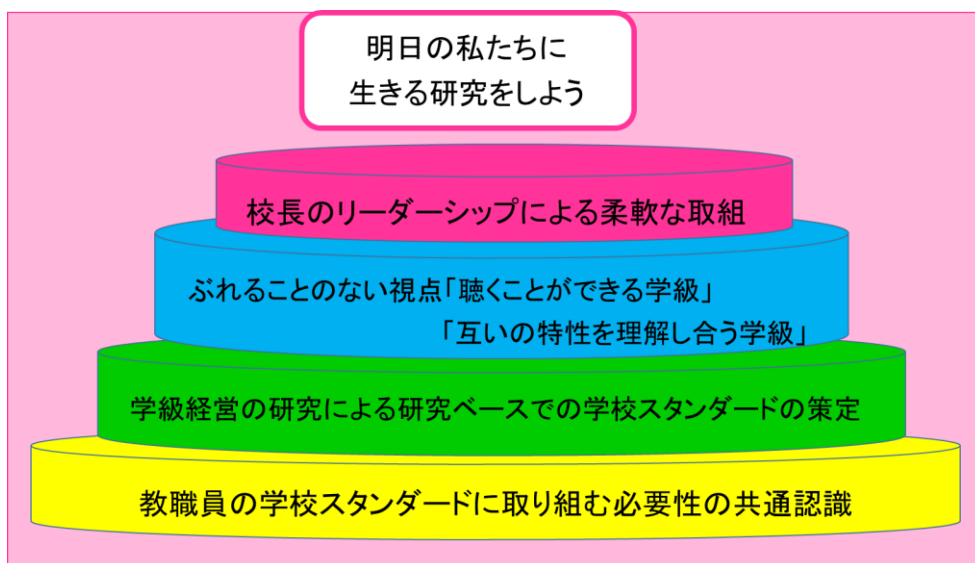 明日の私たちに
生きる研究をしよう
校長のリーダーシップによる柔軟な取組
ぶれることのない視点「聴くことができる学級」
「互いの特性を理解し合う学級」
学級経営の研究による研究ベースでの学校スタンダードの策定
教職員の学校スタンダードに取り組む必要性の共通認識